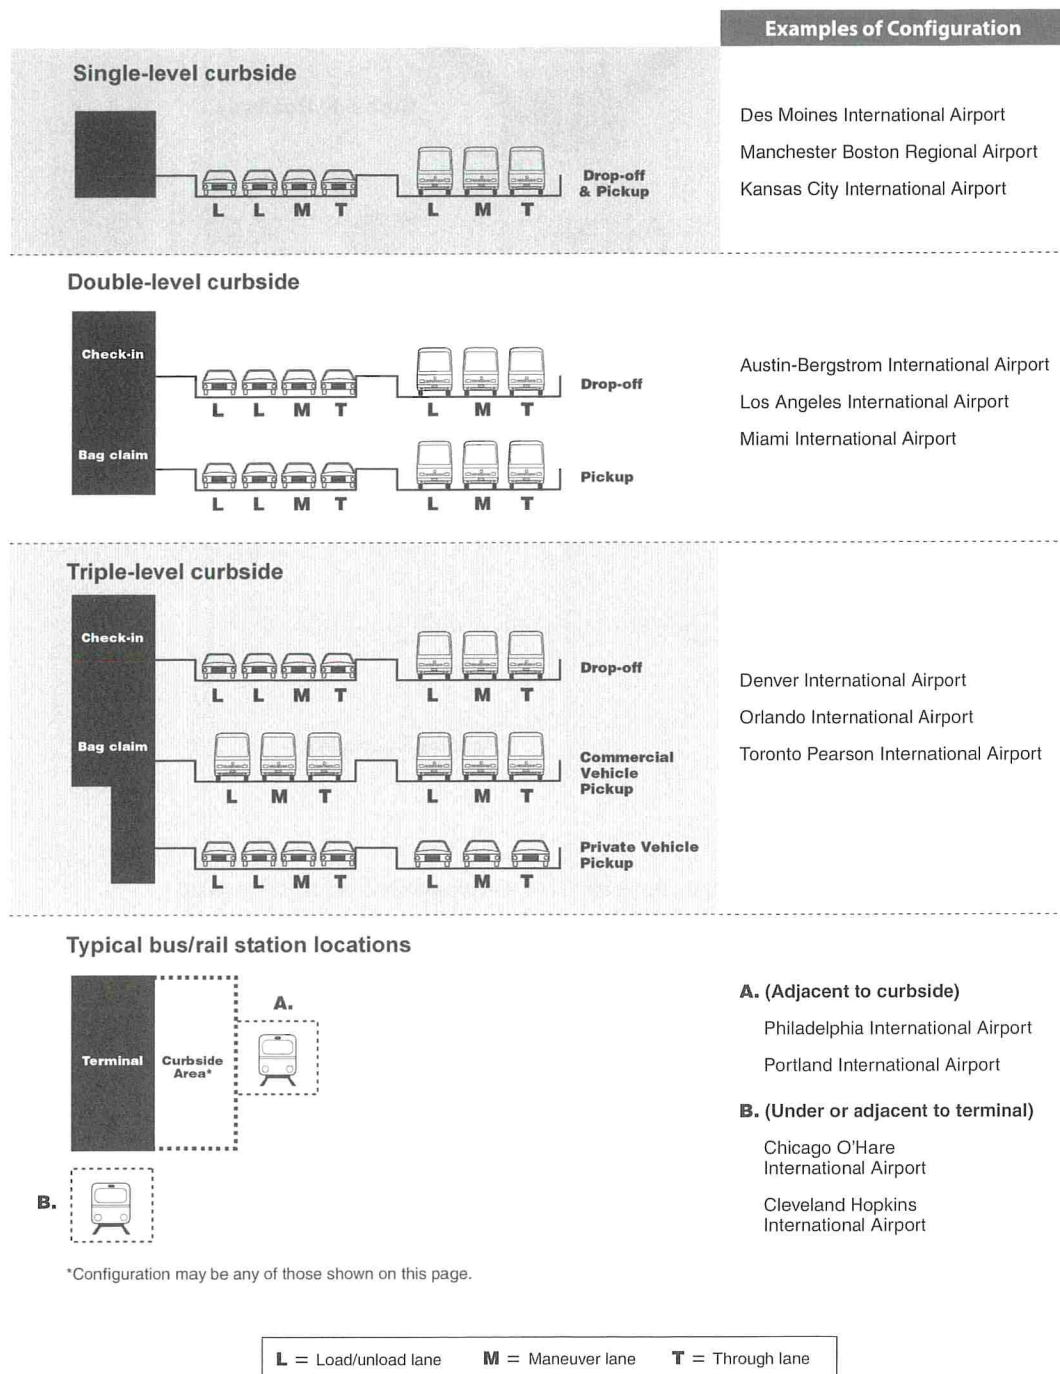 Examples of Configuration
Single-level curbside
Des Moines International Airport
Manchester Boston Regional Airport
Kansas City International Airport
Drop-off
& Pickup
L L M T L M T
Double-level curbside
Check-in
Drop-off
L L M T L M T
Bag claim
Pickup
L L M T L M T
Austin-Bergstrom International Airport
Los Angeles International Airport
Miami International Airport
Triple-level curbside
Check-in
Drop-off
L L M T L M T
Bag claim
Commercial
Vehicle
Pickup
L M T L M T
Private Vehicle
Pickup
L L M T L M T
Denver International Airport
Orlando International Airport
Toronto Pearson International Airport
Typical bus/rail station locations
A.
Terminal
Curbside
Area*
B.
A. (Adjacent to curbside)
Philadelphia International Airport
Portland International Airport
B. (Under or adjacent to terminal)
Chicago O'Hare
International Airport
Cleveland Hopkins
International Airport
*Configuration may be any of those shown on this page.
L = Load/unload lane M = Maneuver lane T = Through lane